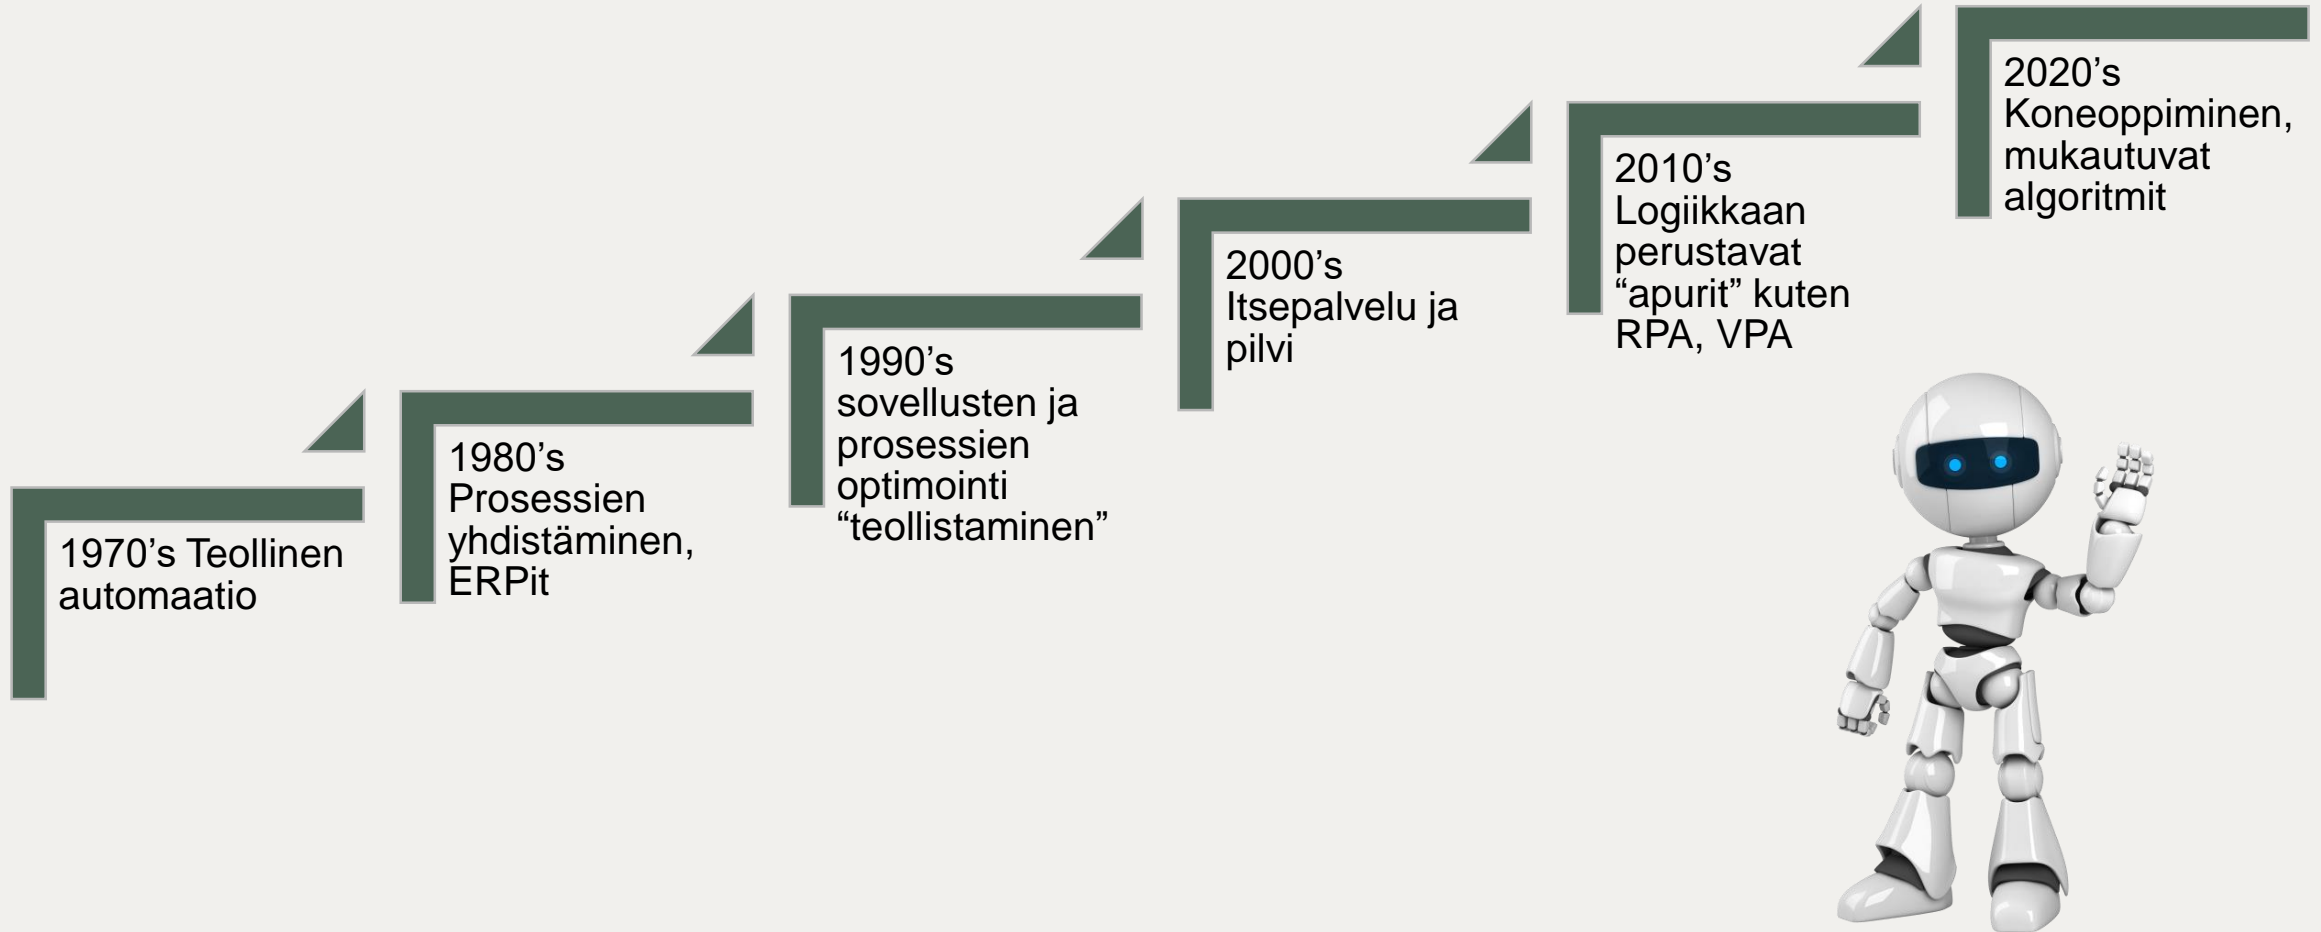 1970’s Teollinen
automaatio
1980’s
Prosessien
yhdistäminen,
ERPit
1990’s
sovellusten ja
prosessien
optimointi
“teollistaminen”
2000’s
Itsepalvelu ja
pilvi
2010’s
Logiikkaan
perustavat
“apurit” kuten
RPA, VPA
2020’s
Koneoppiminen,
mukautuvat
algoritmit